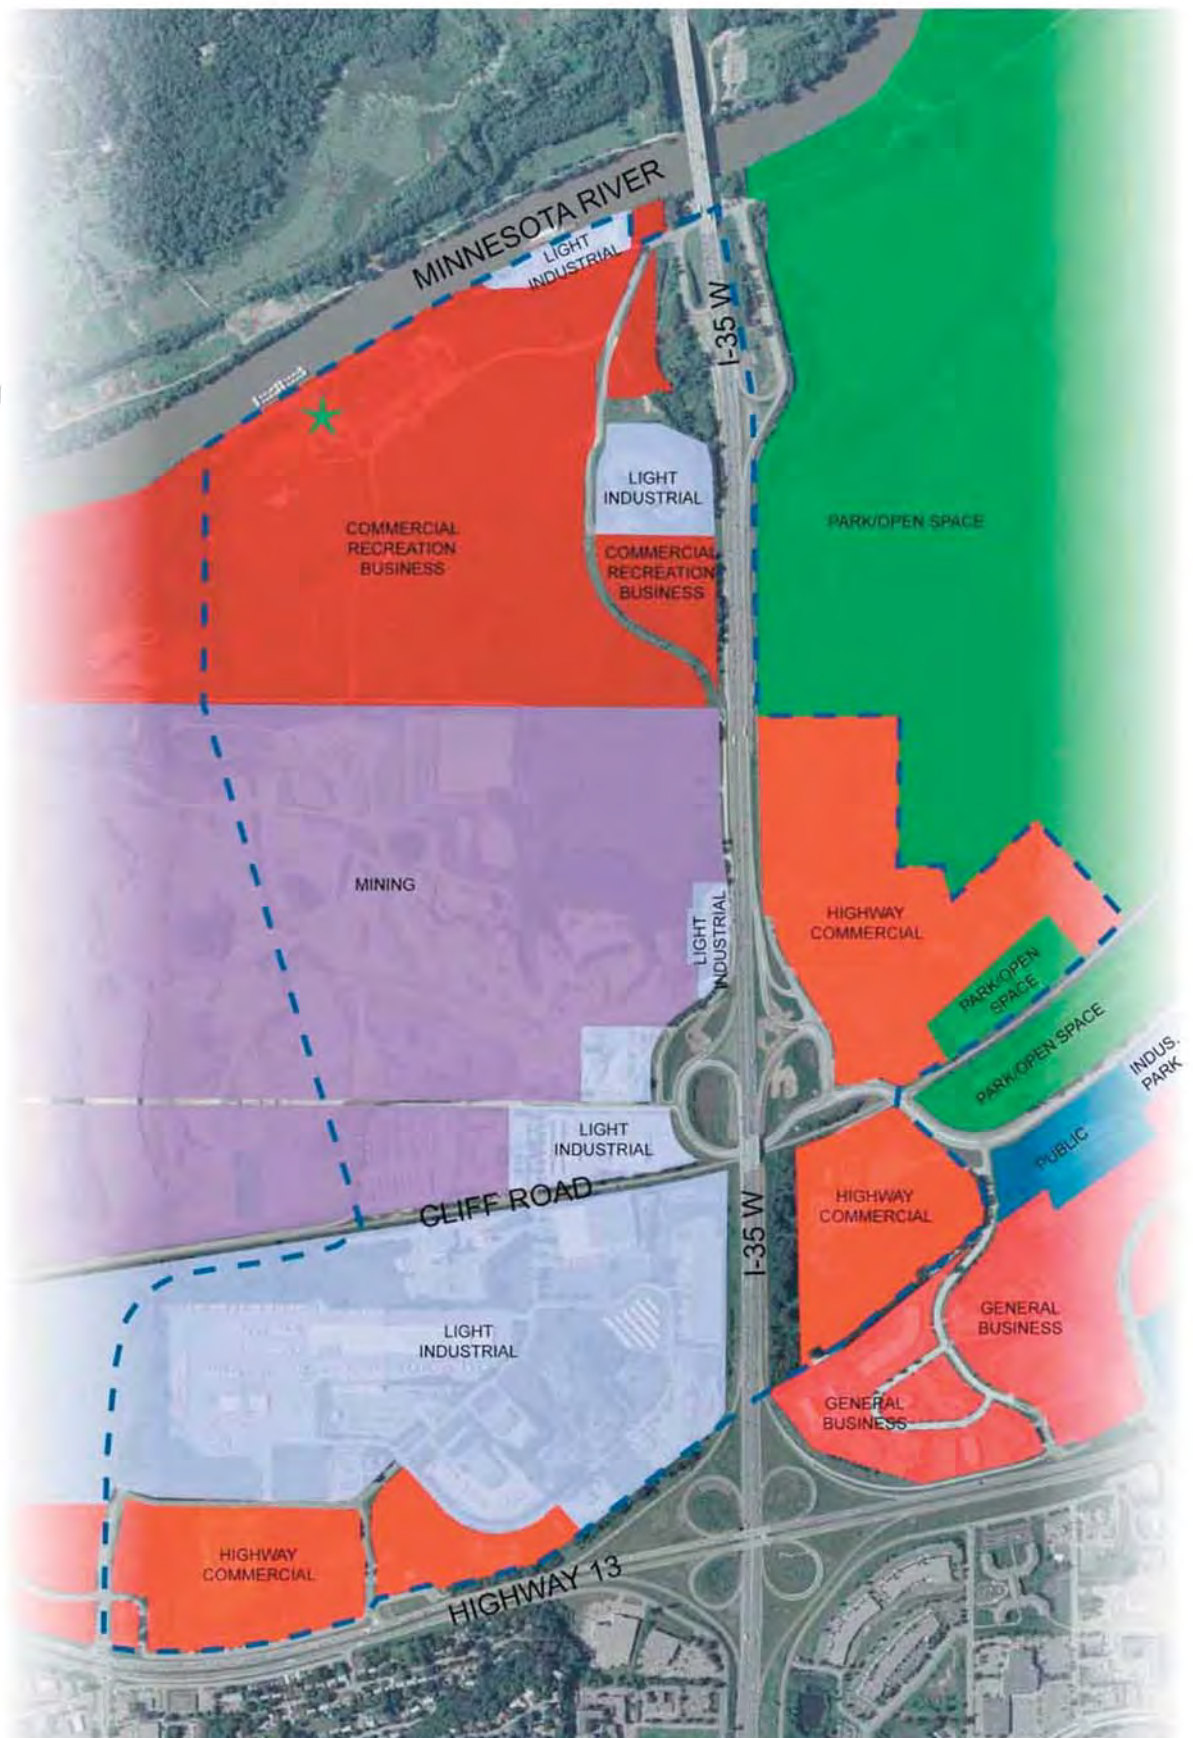 MINNESOTA RIVER
LIGHT
INDUSTRIAL
I-35 W
LIGHT
INDUSTRIAL
COMMERCIAL
RECREATION
BUSINESS
COMMERCIAL
RECREATION
BUSINESS
PARK/OPEN SPACE
MINING
LIGHT
INDUSTRIAL
HIGHWAY
COMMERCIAL
PARK/OPEN
SPACE
PARK/OPEN SPACE
INDUS.
PARK
LIGHT
INDUSTRIAL
PUBLIC
CLIFF ROAD
HIGHWAY
COMMERCIAL
I-35 W
LIGHT
INDUSTRIAL
GENERAL
BUSINESS
GENERAL
BUSINESS
HIGHWAY
COMMERCIAL
HIGHWAY 13